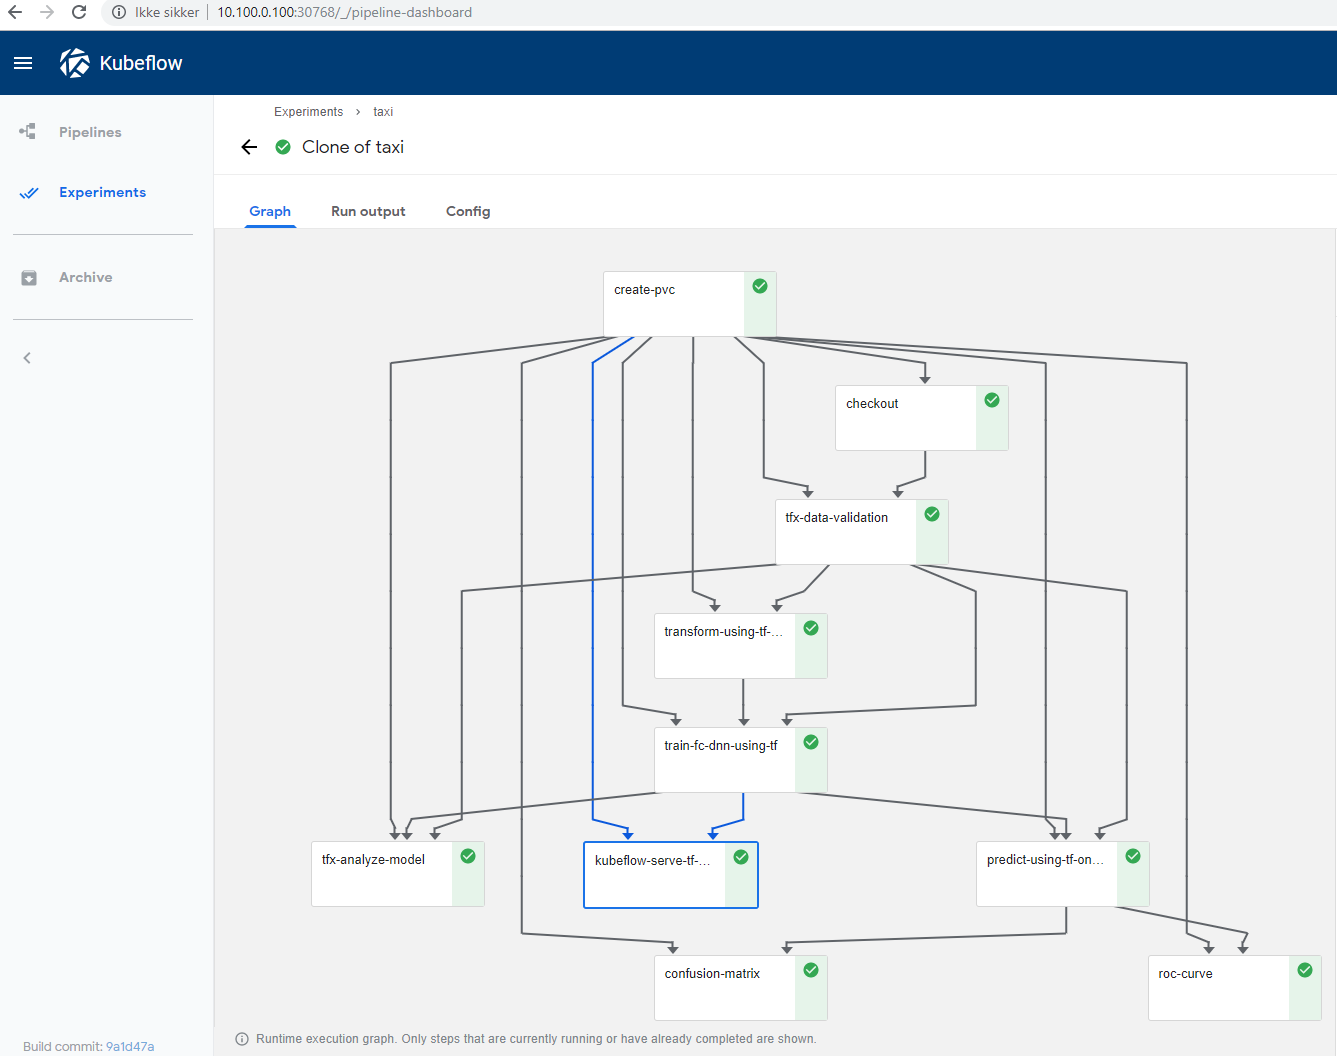 Ikke sikker 10.100.0.100:30768/_/pipeline-dashboard
Kubeflow
Pipelines
Experiments
Archive
Experiments > taxi
Clone of taxi
Graph Run output Config
create-pvc
checkout
tfx-data-validation
transform-using-tf-...
train-fc-dnn-using-tf
tfx-analyze-model
kubeflow-serve-tf-...
predict-using-tf-on...
confusion-matrix
roc-curve
Runtime execution graph. Only steps that are currently running or have already completed are shown.
Build commit: 9a1d47a